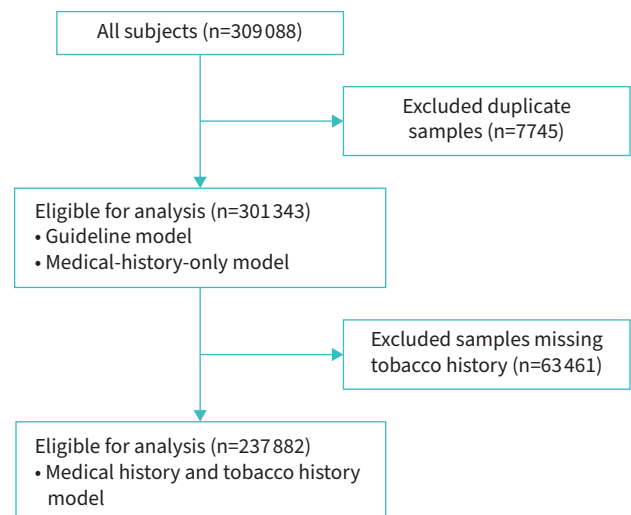 All subjects (n=309 088)
Excluded duplicate
samples (n=7745)
Eligible for analysis (n=301 343)
• Guideline model
• Medical-history-only model
Excluded samples missing
tobacco history (n=63 461)
Eligible for analysis (n=237 882)
• Medical history and tobacco history
model